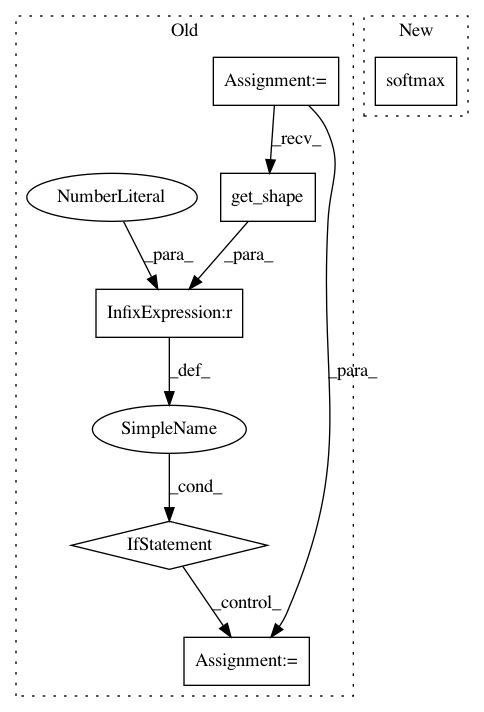 Old
New
Assignment:=
softmax
_recv_
NumberLiteral
get_shape
_para_
_para_
InfixExpression:r
_def_
_para_
SimpleName
_cond_
IfStatement
_control_
Assignment:=